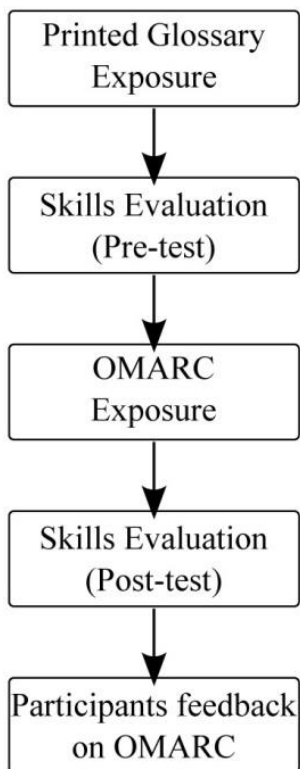 Printed Glossary
Exposure
Skills Evaluation
(Pre-test)
OMARC
Exposure
Skills Evaluation
(Post-test)
Participants feedback
on OMARC